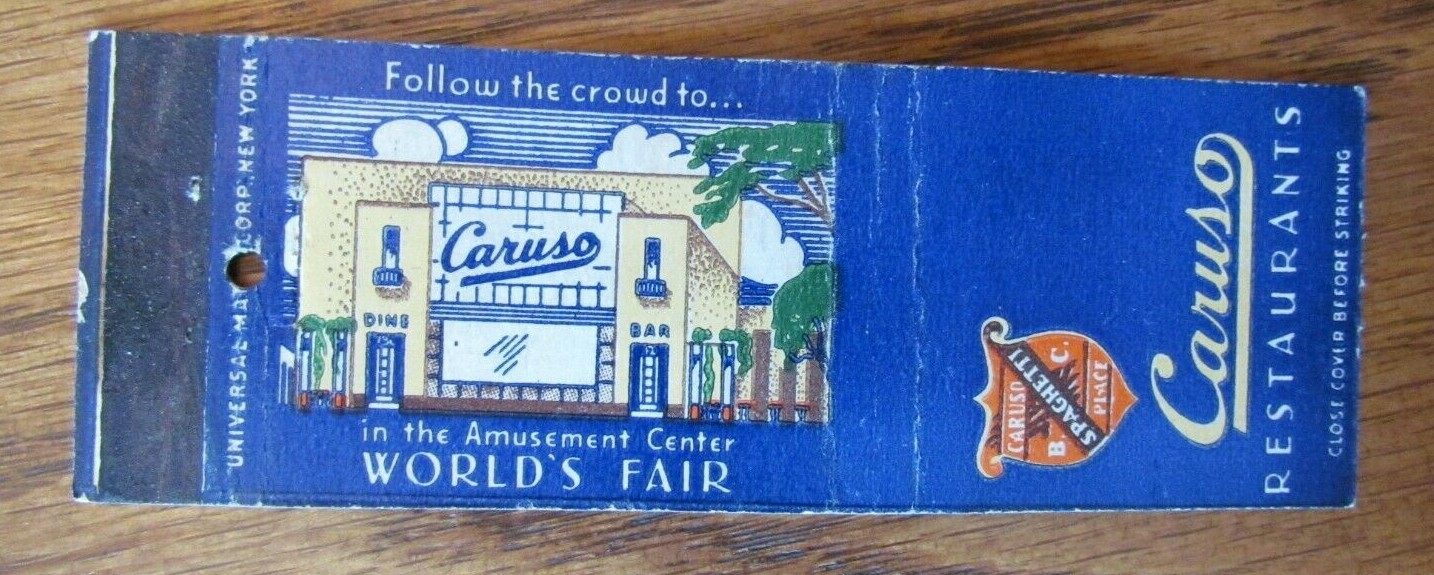 Follow the crowd to...
Caruso
DINE
BAR
in the Amusement Center
WORLD'S FAIR
UNIVERSAL MATCH CORP. NEW YORK
CARUSO
SPAGHETTI
B. C.
PLACE
Caruso
RESTAURANTS
CLOSE COVER BEFORE STRIKING